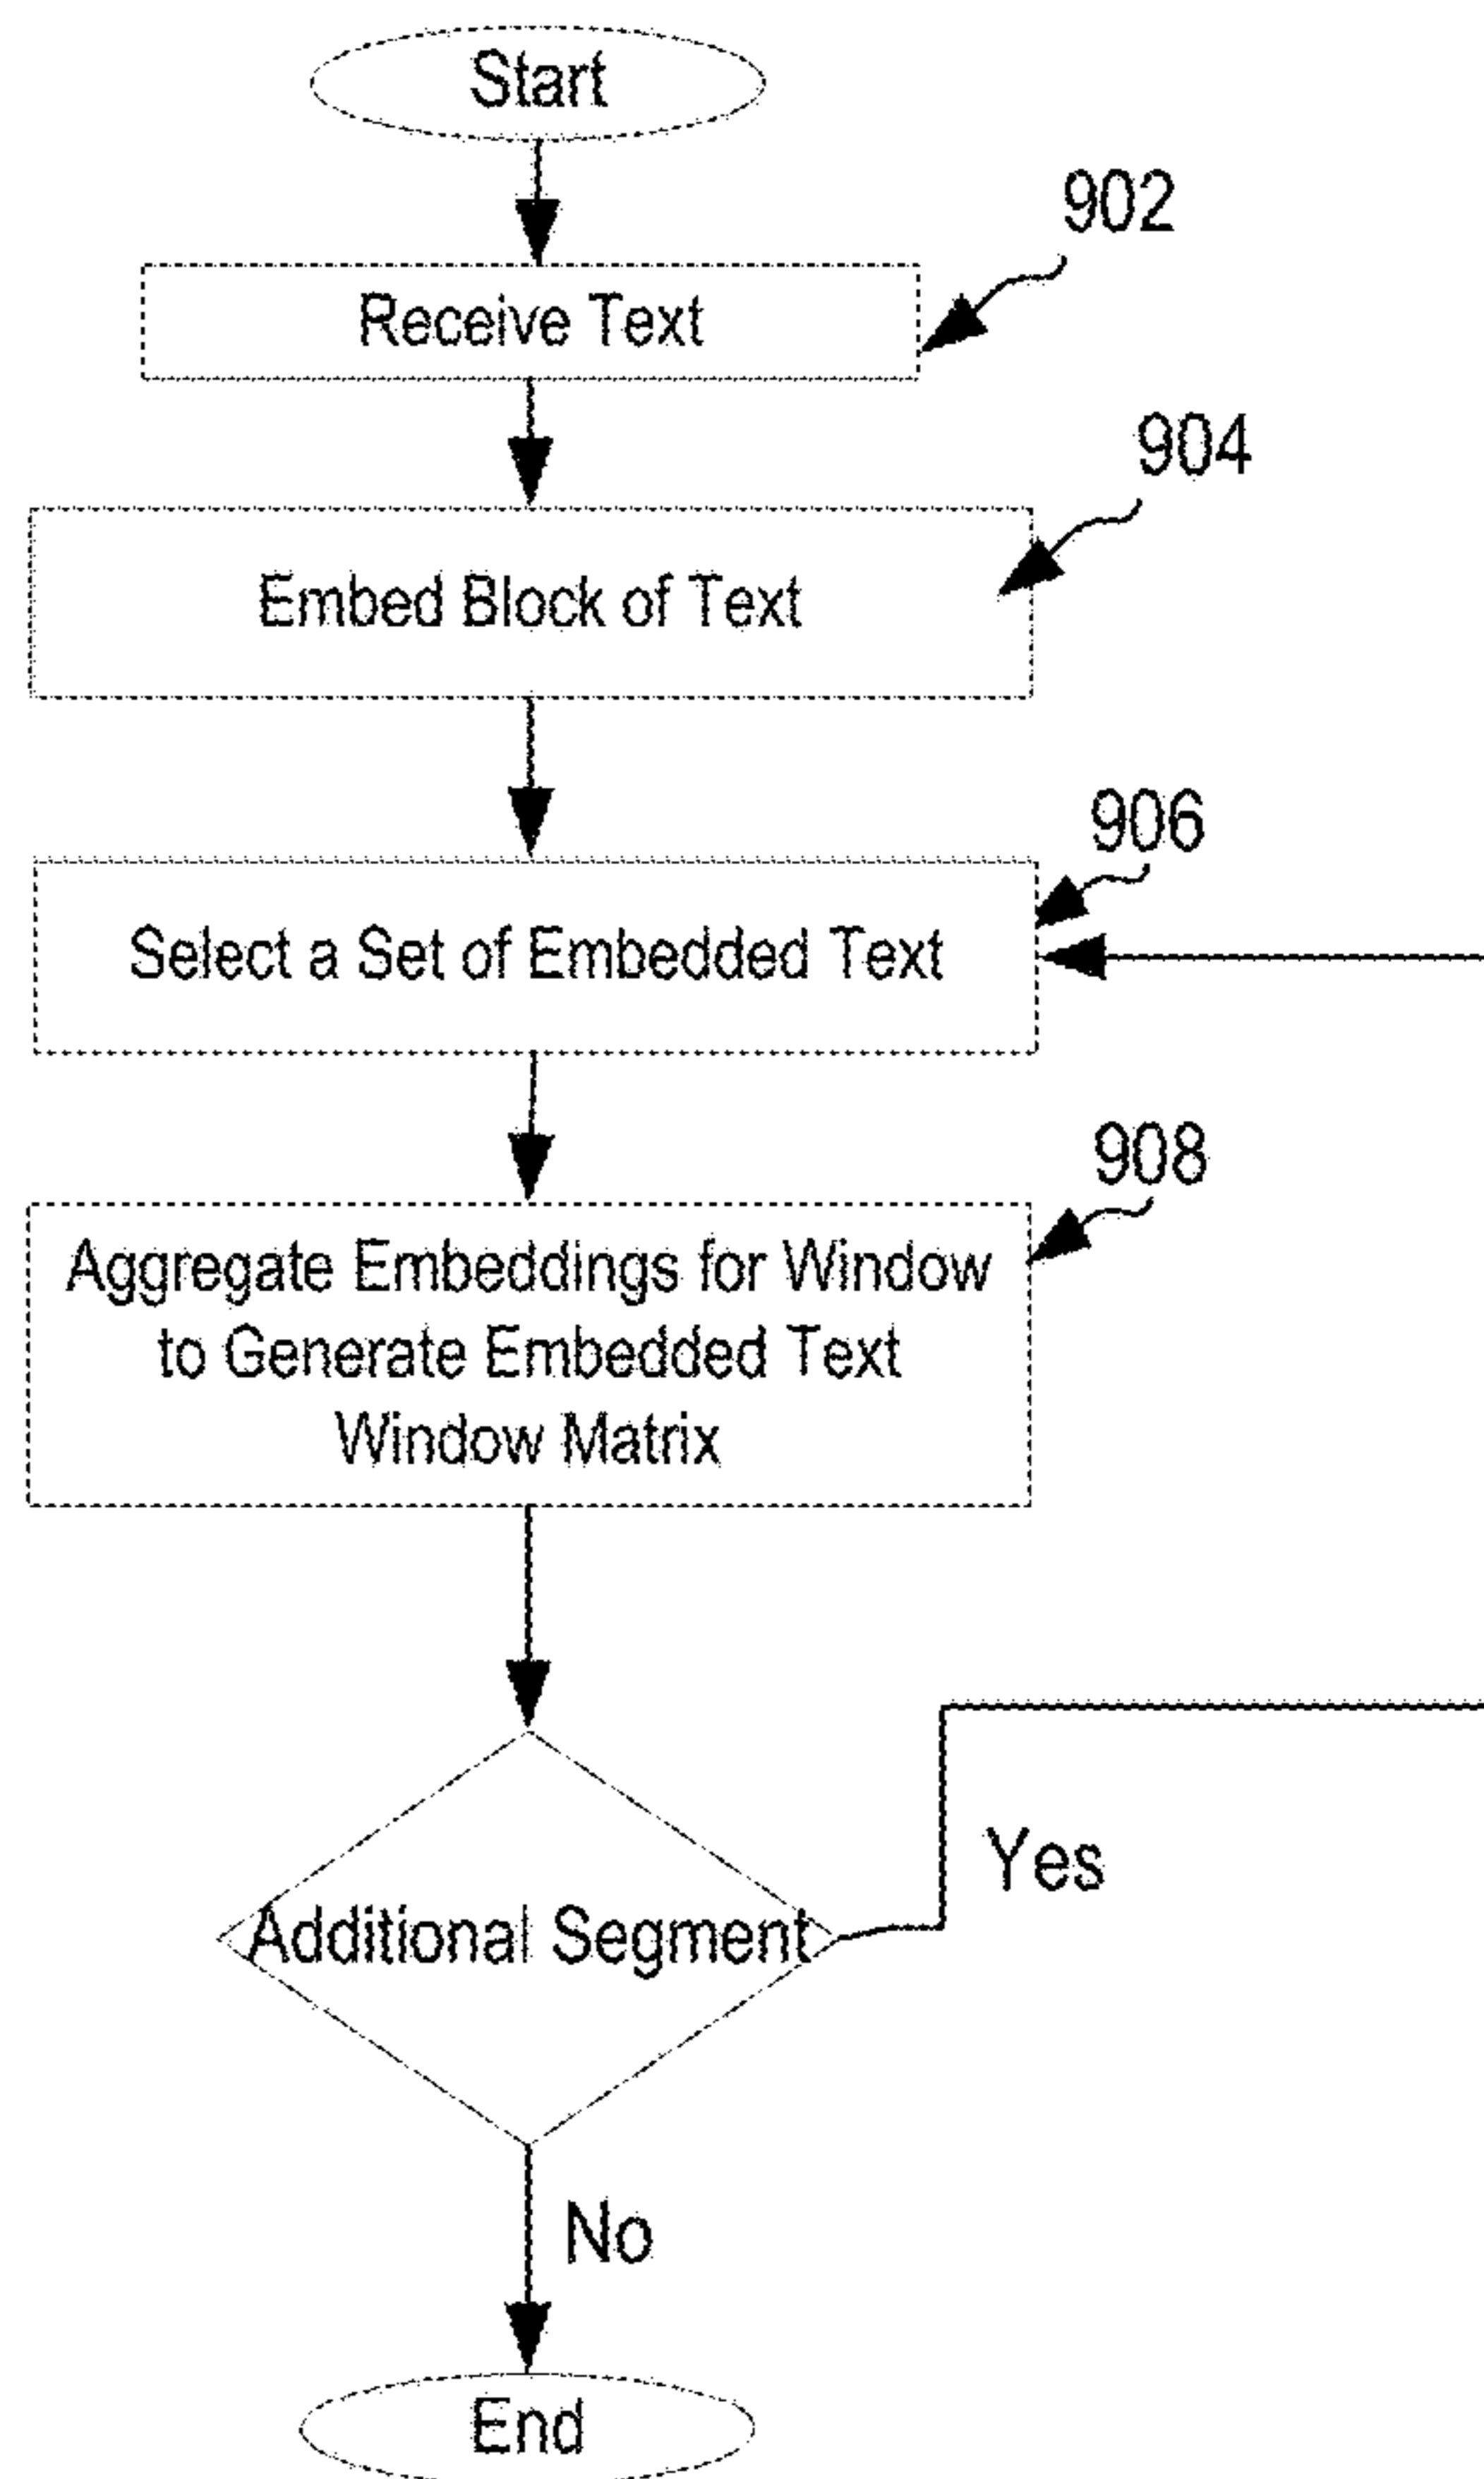 Start
902
Receive Text
904
Embed Block of Text
906
Select a Set of Embedded Text
908
Aggregate Embeddings for Window
to Generate Embedded Text
Window Matrix
Additional Segment
Yes
No
End